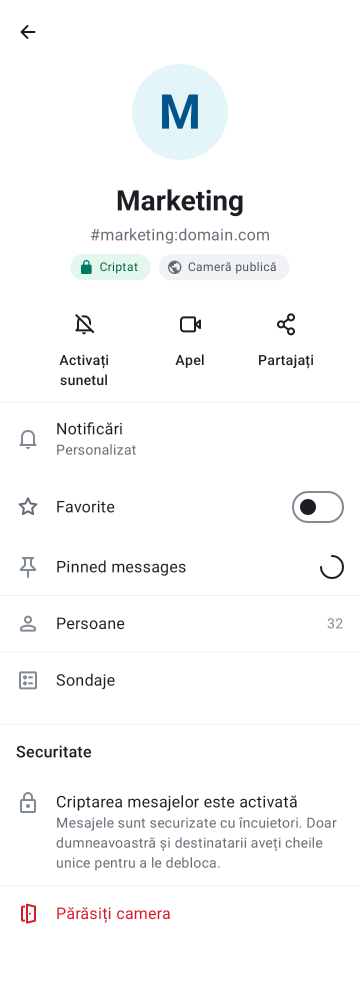 M
Marketing
#marketing:domain.com
Criptat
Cameră publică
Activați
sunetul
Apel
Partajați
Notificări
Personalizat
Favorite
Pinned messages
Persoane
32
Sondaje
Securitate
Criptarea mesajelor este activată
Mesajele sunt securizate cu încuietori. Doar
dumneavoastră și destinatarii aveți cheile
unice pentru a le debloca.
Părăsiți camera